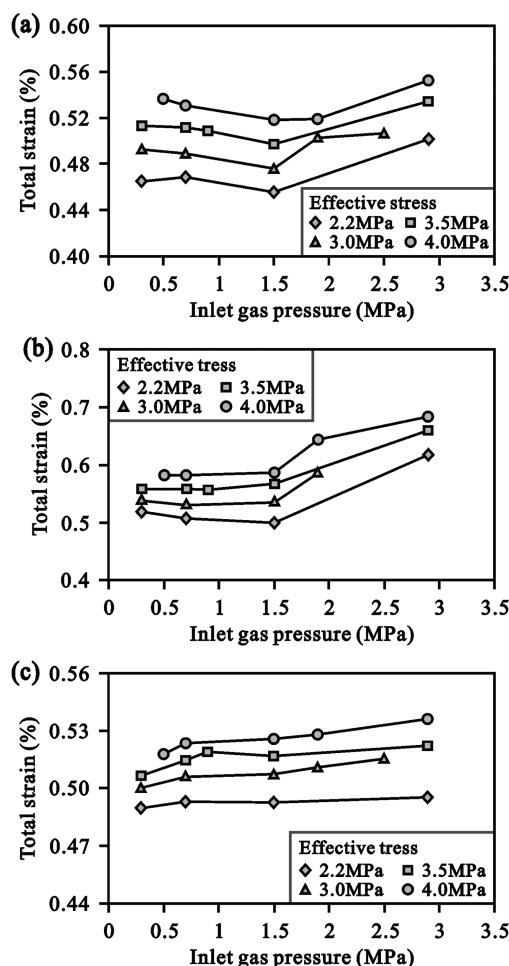 (a)
Total strain (%)
0.60
0.56
0.52
0.48
0.44
0.40
Effective stress
2.2MPa 3.5MPa
3.0MPa 4.0MPa
0 0.5 1 1.5 2 2.5 3 3.5
Inlet gas pressure (MPa)
(b)
Total strain (%)
0.8
0.7
0.6
0.5
0.4
Effective tress
2.2MPa 3.5MPa
3.0MPa 4.0MPa
0 0.5 1 1.5 2 2.5 3 3.5
Inlet gas pressure (MPa)
(c)
Total strain (%)
0.56
0.53
0.50
0.47
0.44
Effective tress
2.2MPa 3.5MPa
3.0MPa 4.0MPa
0 0.5 1 1.5 2 2.5 3 3.5
Inlet gas pressure (MPa)